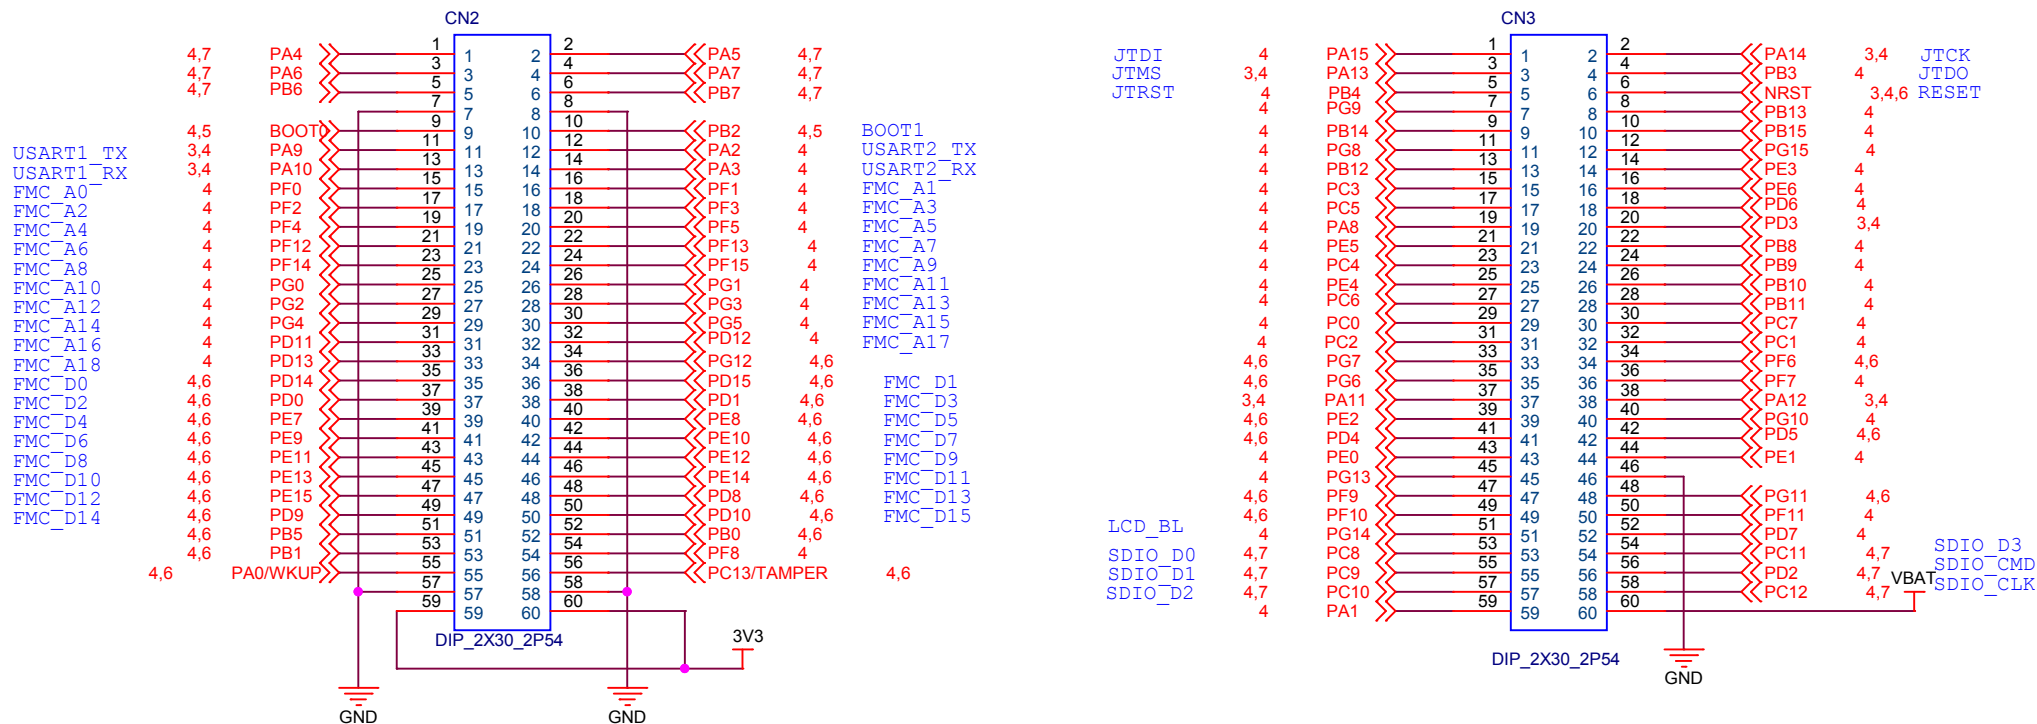 CN2
4,7 PA4 1 1 2 2 PA5 4,7
4,7 PA6 3 3 4 4 PA7 4,7
4,7 PB6 5 5 6 6 PB7 4,7
7 7 8 8
4,5 BOOT0 9 9 10 10 PB2 4,5 BOOT1
USART1_TX 3,4 PA9 11 11 12 12 PA2 4 USART2_TX
USART1_RX 3,4 PA10 13 13 14 14 PA3 4 USART2_RX
FMC_A0 4 PF0 15 15 16 16 PF1 4 FMC_A1
FMC_A2 4 PF2 17 17 18 18 PF3 4 FMC_A3
FMC_A4 4 PF4 19 19 20 20 PF5 4 FMC_A5
FMC_A6 4 PF12 21 21 22 22 PF13 4 FMC_A7
FMC_A8 4 PF14 23 23 24 24 PF15 4 FMC_A9
FMC_A10 4 PG0 25 25 26 26 PG1 4 FMC_A11
FMC_A12 4 PG2 27 27 28 28 PG3 4 FMC_A13
FMC_A14 4 PG4 29 29 30 30 PG5 4 FMC_A15
FMC_A16 4 PD11 31 31 32 32 PD12 4 FMC_A17
FMC_A18 4 PD13 33 33 34 34 PG12 4,6
FMC_D0 4,6 PD14 35 35 36 36 PD15 4,6 FMC_D1
FMC_D2 4,6 PD0 37 37 38 38 PD1 4,6 FMC_D3
FMC_D4 4,6 PE7 39 39 40 40 PE8 4,6 FMC_D5
FMC_D6 4,6 PE9 41 41 42 42 PE10 4,6 FMC_D7
FMC_D8 4,6 PE11 43 43 44 44 PE12 4,6 FMC_D9
FMC_D10 4,6 PE13 45 45 46 46 PE14 4,6 FMC_D11
FMC_D12 4,6 PE15 47 47 48 48 PD8 4,6 FMC_D13
FMC_D14 4,6 PD9 49 49 50 50 PD10 4,6 FMC_D15
4,6 PB5 51 51 52 52 PB0 4,6
4,6 PB1 53 53 54 54 PF8 4
4,6 PA0/WKUP 55 55 56 56 PC13/TAMPER 4,6
57 57 58 58
59 59 60 60
DIP_2X30_2P54
3V3
GND
GND
CN3
JTDI 4 PA15 1 1 2 2 PA14 3,4 JTCK
JTMS 3,4 PA13 3 3 4 4 PB3 4 JTDO
JTRST 4 PB4 5 5 6 6 NRST 3,4,6 RESET
4 PG9 7 7 8 8 PB13 4
4 PB14 9 9 10 10 PB15 4
4 PG8 11 11 12 12 PG15 4
4 PB12 13 13 14 14 PE3 4
4 PC3 15 15 16 16 PE6 4
4 PC5 17 17 18 18 PD6 4
4 PA8 19 19 20 20 PD3 3,4
4 PE5 21 21 22 22 PB8 4
4 PC4 23 23 24 24 PB9 4
4 PE4 25 25 26 26 PB10 4
4 PC6 27 27 28 28 PB11 4
4 PC0 29 29 30 30 PC7 4
4 PC2 31 31 32 32 PC1 4
4,6 PG7 33 33 34 34 PF6 4,6
4,6 PG6 35 35 36 36 PF7 4
3,4 PA11 37 37 38 38 PA12 3,4
4,6 PE2 39 39 40 40 PG10 4
4,6 PD4 41 41 42 42 PD5 4,6
4 PE0 43 43 44 44 PE1 4
4 PG13 45 45 46 46
4,6 PF9 47 47 48 48 PG11 4,6
4,6 PF10 49 49 50 50 PF11 4
LCD_BL 4 PG14 51 51 52 52 PD7 4
SDIO_D0 4,7 PC8 53 53 54 54 PC11 4,7 SDIO_D3
SDIO_D1 4,7 PC9 55 55 56 56 PD2 4,7 SDIO_CMD
SDIO_D2 4,7 PC10 57 57 58 58 PC12 4,7 SDIO_CLK
4 PA1 59 59 60 60 VBAT
DIP_2X30_2P54
GND